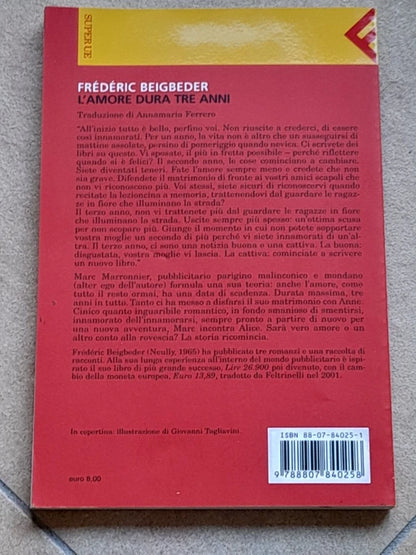 SUPER UE
FRÉDÉRIC BEIGBEDER
L'AMORE DURA TRE ANNI
Traduzione di Annamaria Ferrero
"All'inizio tutto è bello, perfino voi. Non riuscite a crederci, di essere
così innamorati. Per un anno, la vita non è altro che un susseguirsi di
mattine assolate, persino di pomeriggio quando nevica. Ci scrivete dei
libri su questo. Vi sposate, il più in fretta possibile – perché riflettere
quando si è felici? Il secondo anno, le cose cominciano a cambiare.
Siete diventati teneri. Fate l'amore sempre meno e credete che non
sia grave. Difendete il matrimonio di fronte ai vostri amici scapoli che
non vi riconoscono più. Voi stessi, siete sicuri di riconoscervi quando
recitate la lezioncina a memoria, trattenendovi dal guardare le ragaz-
ze in fiore che illuminano la strada?
Il terzo anno, non vi trattenete più dal guardare le ragazze in fiore
che illuminano la strada. Uscite sempre più spesso: un'ottima scusa
per non scopare più. Giunge il momento in cui non potete sopportare
vostra moglie un secondo di più perché vi siete innamorati di un'al-
tra. Il terzo anno, ci sono una notizia buona e una cattiva. La buona:
disgustata, vostra moglie vi lascia. La cattiva: cominciate a scrivere
un nuovo libro."
Marc Marronnier, pubblicitario parigino malinconico e mondano
(alter ego dell'autore) formula una sua teoria: anche l'amore, come
tutto il resto ormai, ha una data di scadenza. Durata massima, tre
anni in tutto. Tanto ci ha messo a disfarsi il suo matrimonio con Anne.
Cinico quanto inguaribile romantico, in fondo smanioso di smentirsi,
innamorato dell'innamorarsi, sempre pronto a partire di nuovo per
una nuova avventura, Marc incontra Alice. Sarà vero amore o un
altro conto alla rovescia? La storia ricomincia.
Frédéric Beigbeder (Neuilly, 1965) ha pubblicato tre romanzi e una raccolta di
racconti. Alla sua lunga esperienza all'interno del mondo pubblicitario è ispi-
rato il suo libro di più grande successo, Lire 26.900 poi divenuto, con il cam-
bio della moneta europea, Euro 13,89, tradotto da Feltrinelli nel 2001.
In copertina: illustrazione di Giovanni Tagliavini.
ISBN 88-07-84025-1
9 788807 840258
euro 6,00